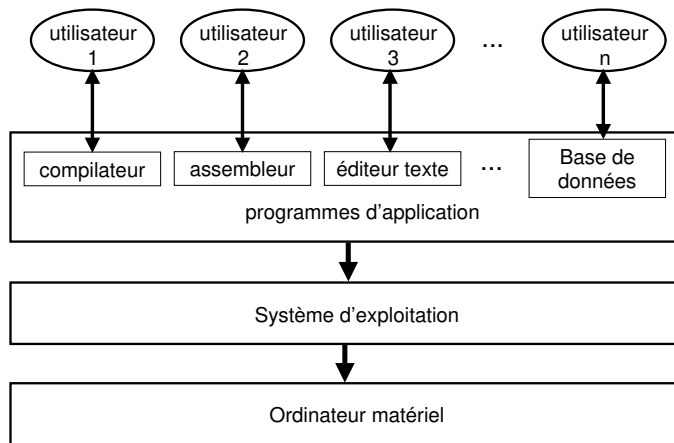 utilisateur
1
utilisateur
2
utilisateur
3
...
utilisateur
n
compilateur
assembleur
éditeur texte
...
Base de
données
programmes d’application
Système d’exploitation
Ordinateur matériel